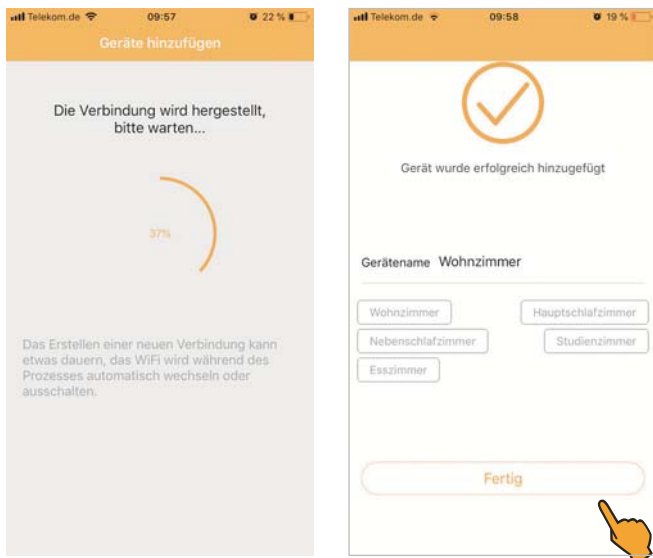 Telekom.de 09:57 22 %
Geräte hinzufügen
Die Verbindung wird hergestellt,
bitte warten...
37%
Das Erstellen einer neuen Verbindung kann
etwas dauern, das WiFi wird während des
Prozesses automatisch wechseln oder
ausschalten.
Telekom.de 09:58 19 %
Gerät wurde erfolgreich hinzugefügt
Gerätename Wohnzimmer
Wohnzimmer Hauptschlafzimmer
Nebenschlafzimmer Studienzimmer
Esszimmer
Fertig